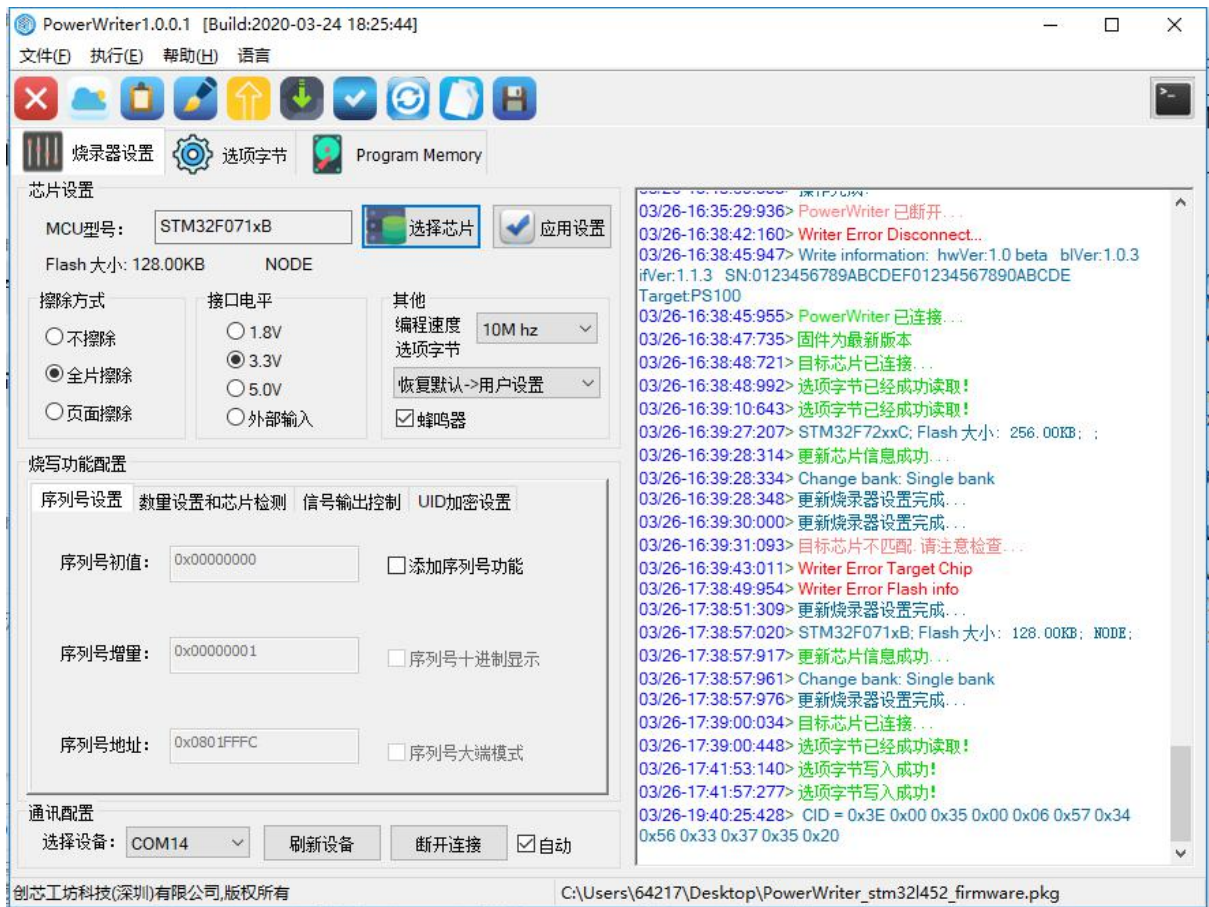 PowerWriter1.0.0.1 [Build:2020-03-24 18:25:44]
文件(F) 执行(E) 帮助(H) 语言
烧录器设置 选项字节 Program Memory
芯片设置
MCU型号: STM32F071xB 选择芯片 应用设置
Flash 大小: 128.00KB NODE
擦除方式
不擦除
全片擦除
页面擦除
接口电平
1.8V
3.3V
5.0V
外部输入
其他
编程速度 10M hz
选项字节
恢复默认->用户设置
蜂鸣器
烧写功能配置
序列号设置 数量设置和芯片检测 信号输出控制 UID加密设置
序列号初值: 0x00000000 添加序列号功能
序列号增量: 0x00000001 序列号十进制显示
序列号地址: 0x0801FFFC 序列号大端模式
通讯配置
选择设备: COM14 刷新设备 断开连接 自动
03/26-16:35:29:936> PowerWriter 已断开...
03/26-16:38:42:160> Writer Error Disconnect...
03/26-16:38:45:947> Write information: hwVer:1.0 beta blVer:1.0.3
ifVer:1.1.3 SN:0123456789ABCDEF01234567890ABCDE
Target:PS100
03/26-16:38:45:955> PowerWriter 已连接...
03/26-16:38:47:735> 固件为最新版本
03/26-16:38:48:721> 目标芯片已连接...
03/26-16:38:48:992> 选项字节已经成功读取!
03/26-16:39:10:643> 选项字节已经成功读取!
03/26-16:39:27:207> STM32F72xxC; Flash 大小: 256.00KB; ;
03/26-16:39:28:314> 更新芯片信息成功...
03/26-16:39:28:334> Change bank: Single bank
03/26-16:39:28:348> 更新烧录器设置完成...
03/26-16:39:30:000> 更新烧录器设置完成...
03/26-16:39:31:093> 目标芯片不匹配.请注意检查...
03/26-16:39:43:011> Writer Error Target Chip
03/26-17:38:49:954> Writer Error Flash info
03/26-17:38:51:309> 更新烧录器设置完成...
03/26-17:38:57:020> STM32F071xB; Flash 大小: 128.00KB; NODE;
03/26-17:38:57:917> 更新芯片信息成功...
03/26-17:38:57:961> Change bank: Single bank
03/26-17:38:57:976> 更新烧录器设置完成...
03/26-17:39:00:034> 目标芯片已连接...
03/26-17:39:00:448> 选项字节已经成功读取!
03/26-17:41:53:140> 选项字节写入成功!
03/26-17:41:57:277> 选项字节写入成功!
03/26-19:40:25:428> CID = 0x3E 0x00 0x35 0x00 0x06 0x57 0x34
0x56 0x33 0x37 0x35 0x20
创芯工坊科技(深圳)有限公司,版权所有 C:\Users\64217\Desktop\PowerWriter_stm32l452_firmware.pkg